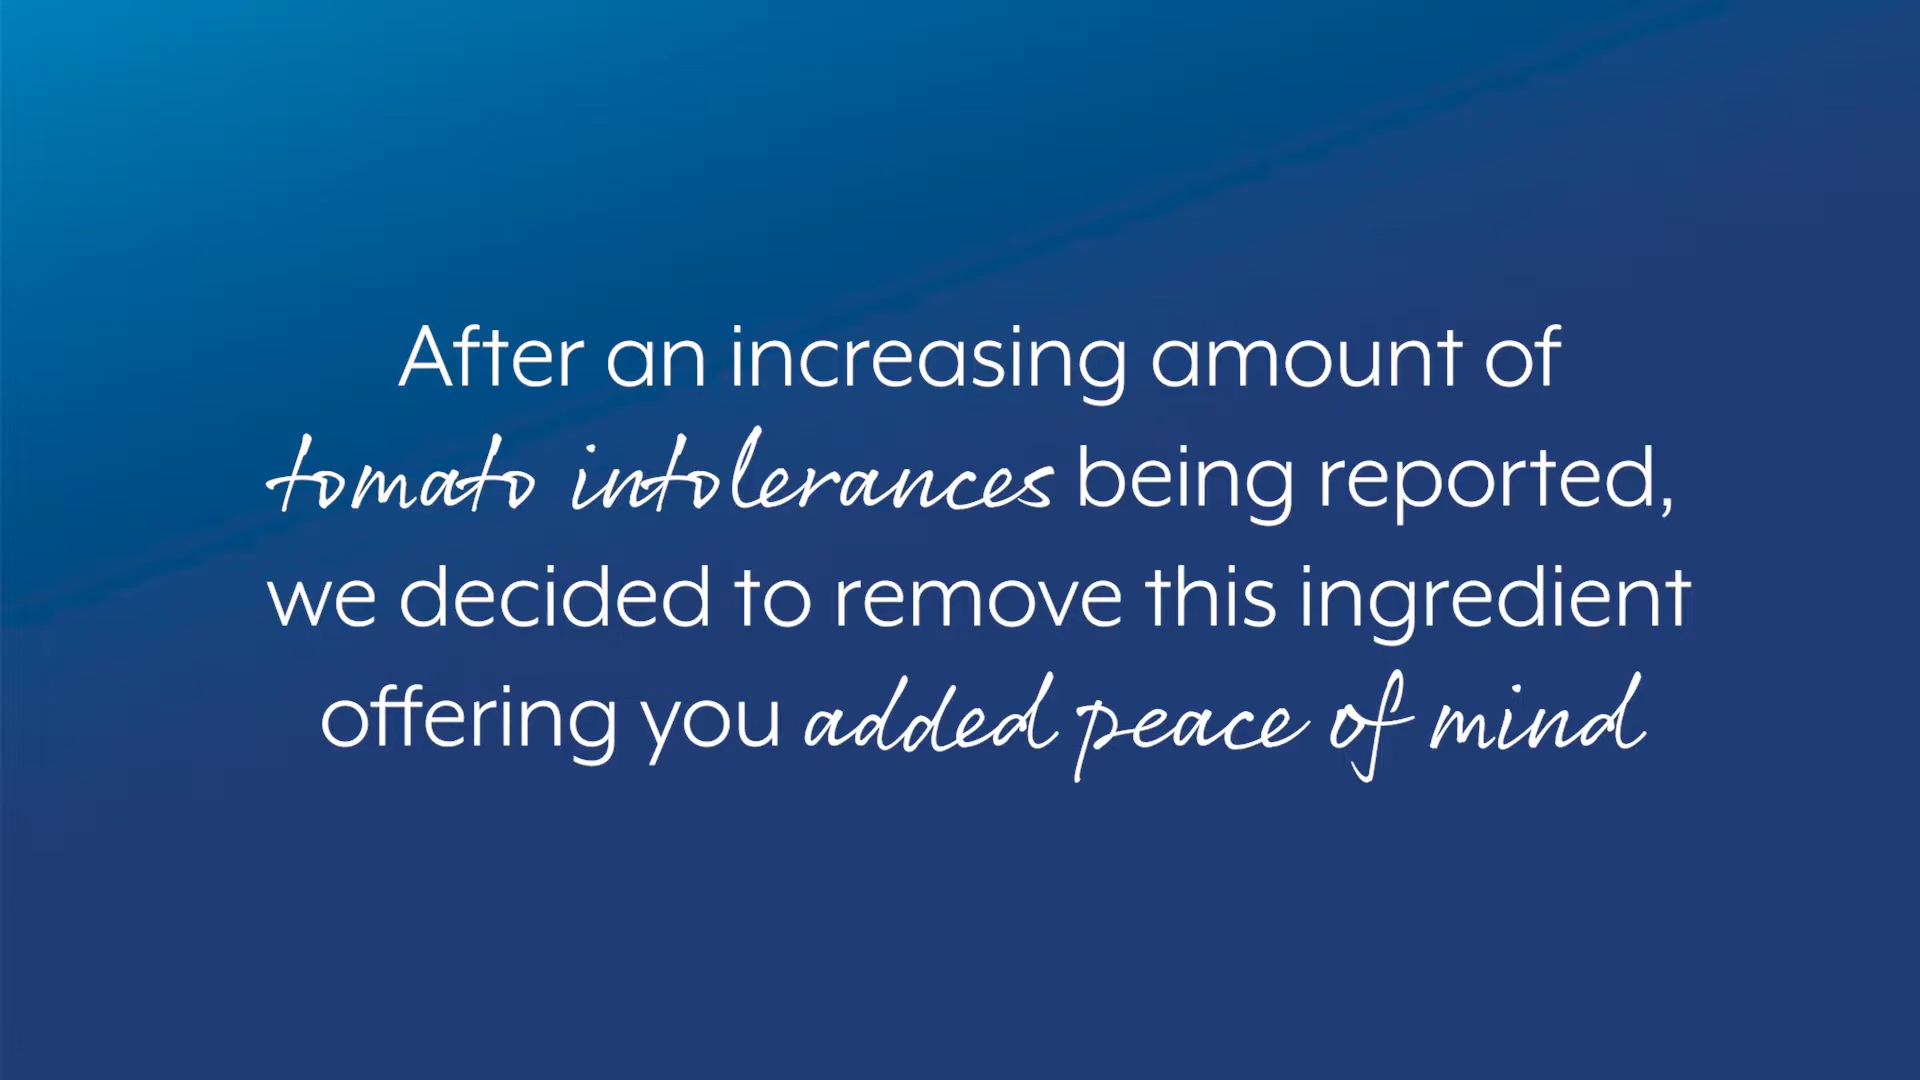 After an increasing amount of
tomato intolerances being reported,
we decided to remove this ingredient
offering you added peace of mind